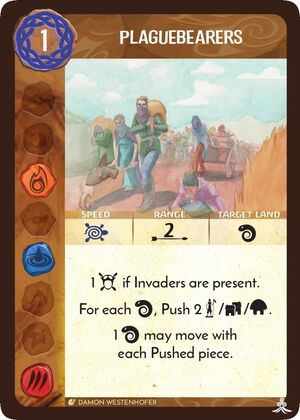 1
PLAGUEBEARERS
SPEED RANGE TARGET LAND
2
1 if Invaders are present.
For each , Push 2 / / .
1 may move with
each Pushed piece.
DAMON WESTENHOFER